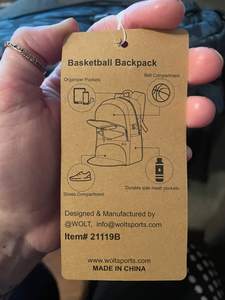 Basketball Backpack
Organizer Pockets
Ball Compartment
Shoes Compartment
Durable side mesh pockets
Designed & Manufactured by
@WOLT, info@woltsports.com
Item# 21119B
www.woltsports.com
MADE IN CHINA